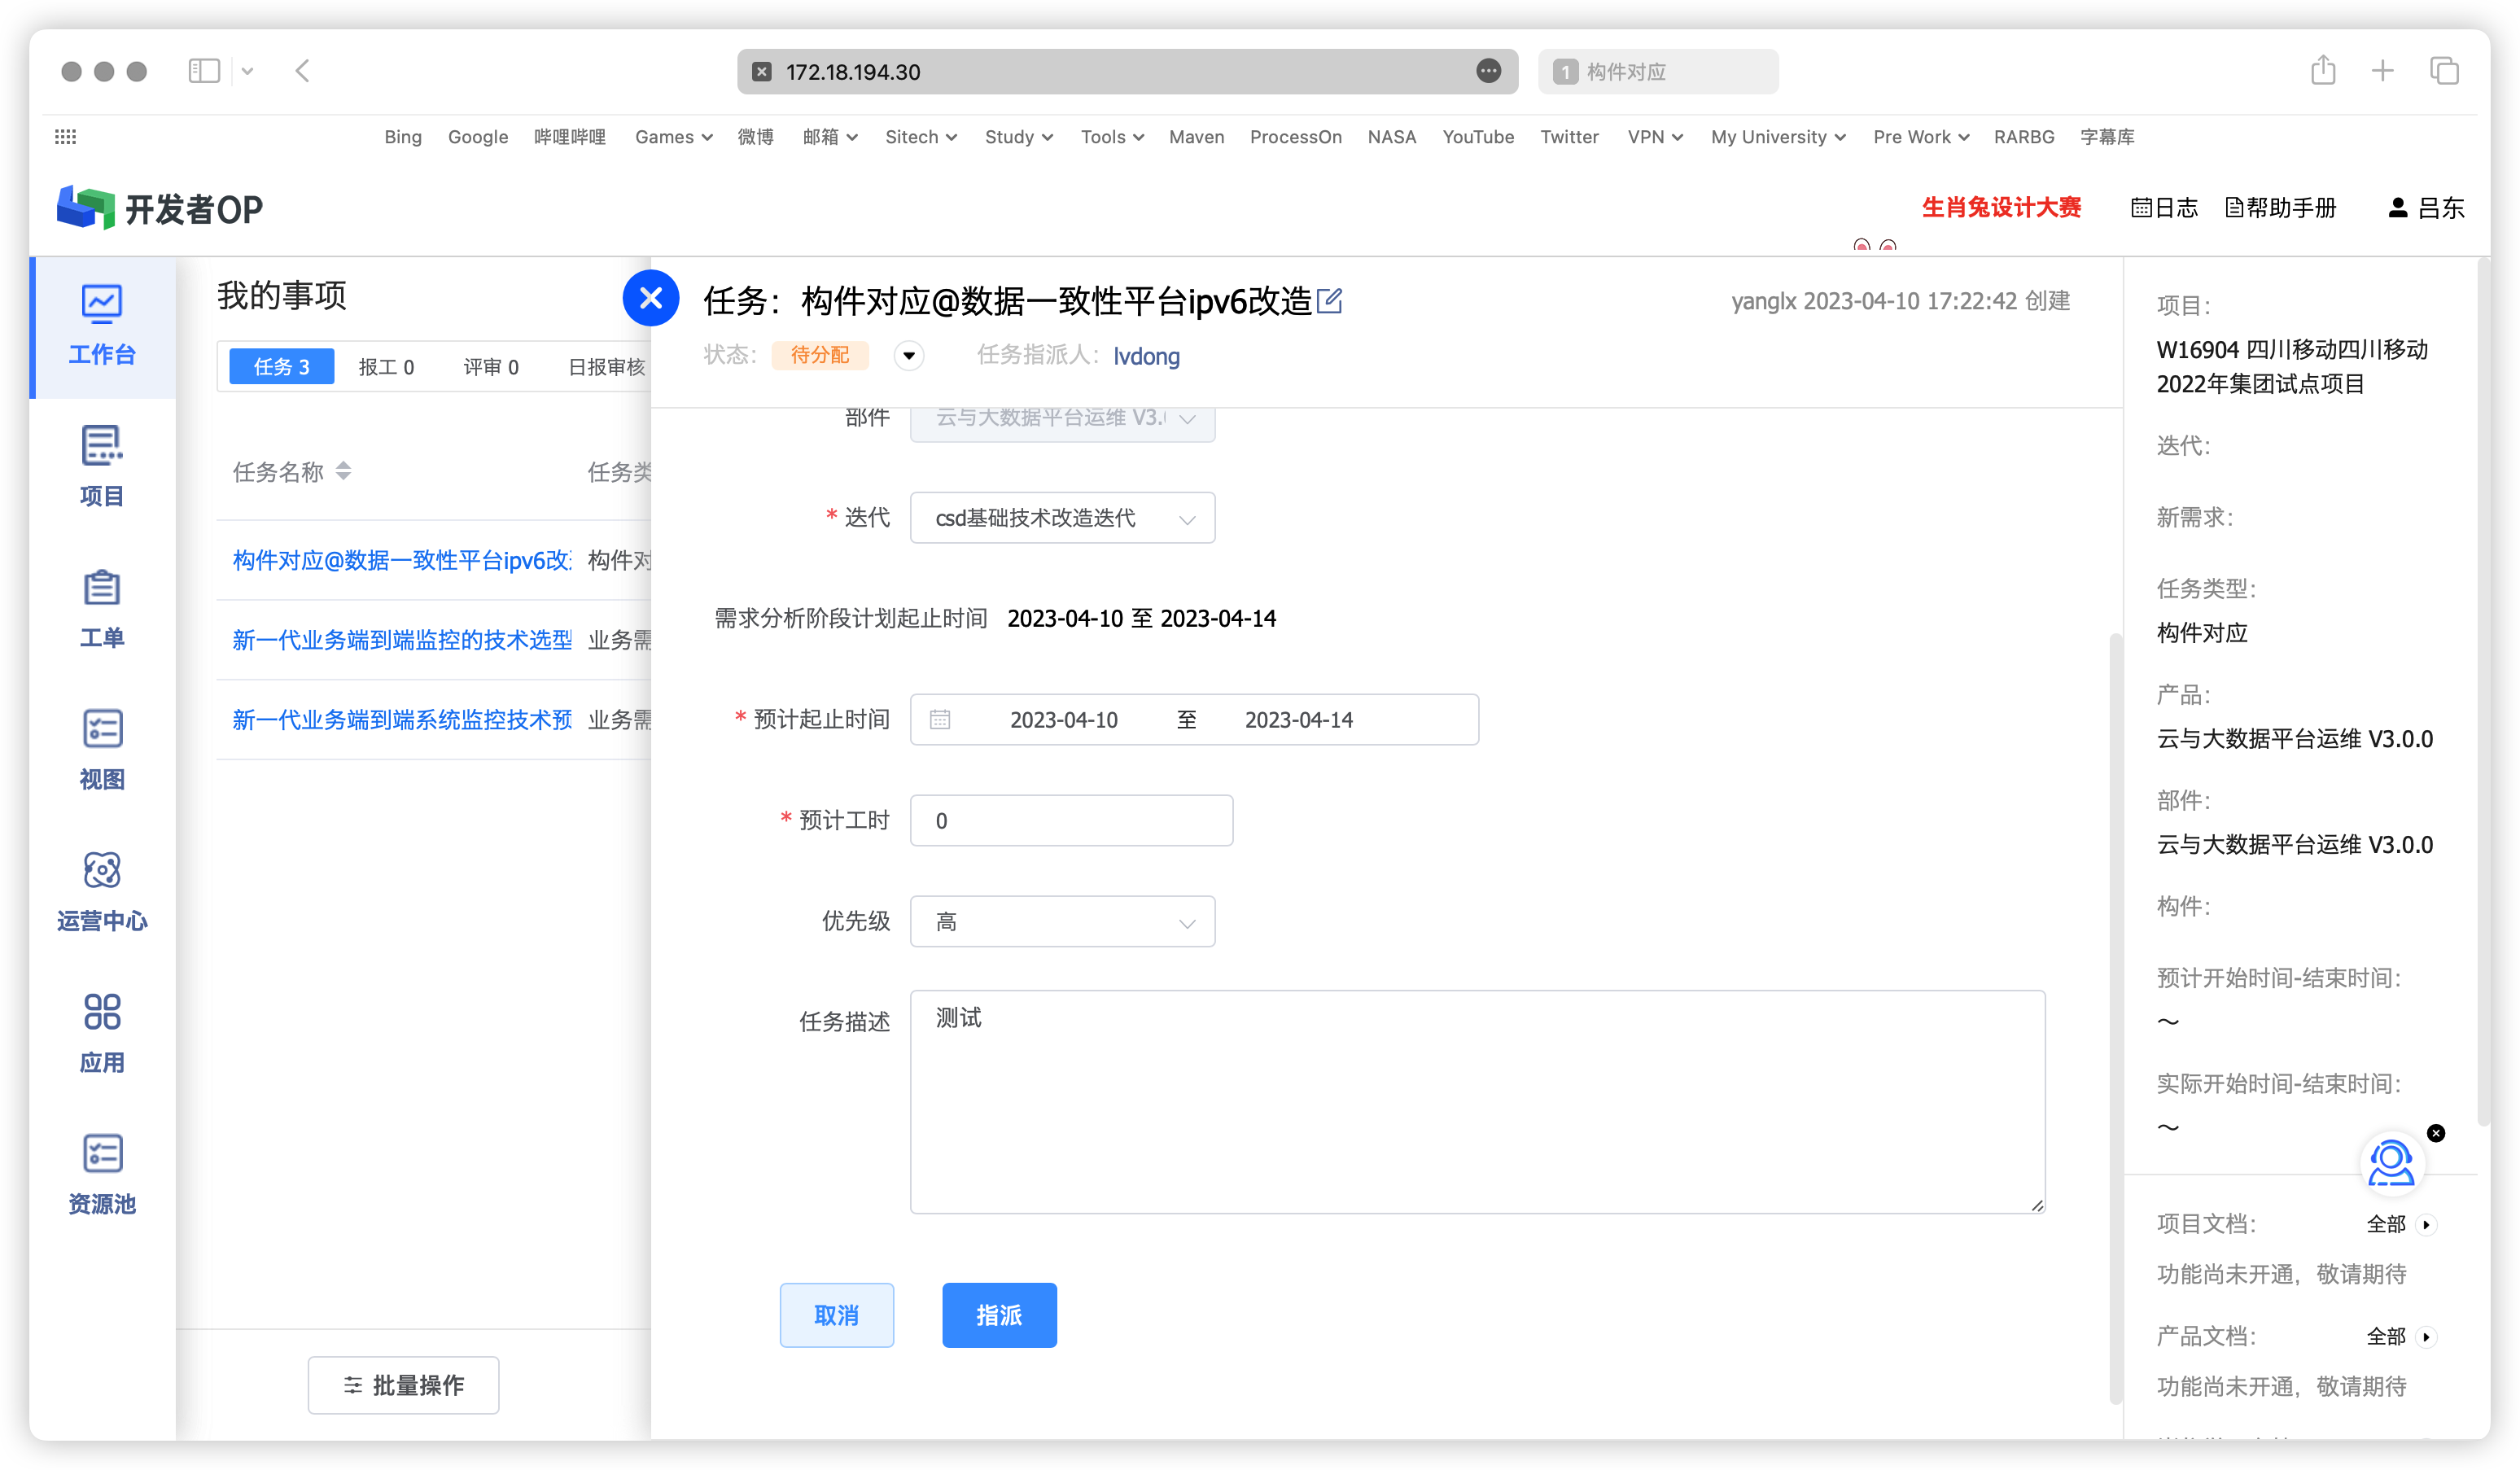 172.18.194.30
1 构件对应
Bing Google 哔哩哔哩 Games 微博 邮箱 Sitech Study Tools Maven ProcessOn NASA YouTube Twitter VPN My University Pre Work RARBG 字幕库
开发者OP
生肖兔设计大赛 日志 帮助手册 吕东
工作台
项目
工单
视图
运营中心
应用
资源池
我的事项
任务 3 报工 0 评审 0 日报审核
任务名称 任务类
构件对应@数据一致性平台ipv6改 构件对
新一代业务端到端监控的技术选型 业务需
新一代业务端到端系统监控技术预 业务需
批量操作
任务：构件对应@数据一致性平台ipv6改造
yanglx 2023-04-10 17:22:42 创建
状态： 待分配 任务指派人： lvdong
部件 云与大数据平台运维 V3.
* 迭代 csd基础技术改造迭代
需求分析阶段计划起止时间 2023-04-10 至 2023-04-14
* 预计起止时间 2023-04-10 至 2023-04-14
* 预计工时 0
优先级 高
任务描述 测试
取消 指派
项目：
W16904 四川移动四川移动
2022年集团试点项目
迭代：
新需求：
任务类型：
构件对应
产品：
云与大数据平台运维 V3.0.0
部件：
云与大数据平台运维 V3.0.0
构件：
预计开始时间-结束时间：
～
实际开始时间-结束时间：
～
项目文档： 全部
功能尚未开通，敬请期待
产品文档： 全部
功能尚未开通，敬请期待